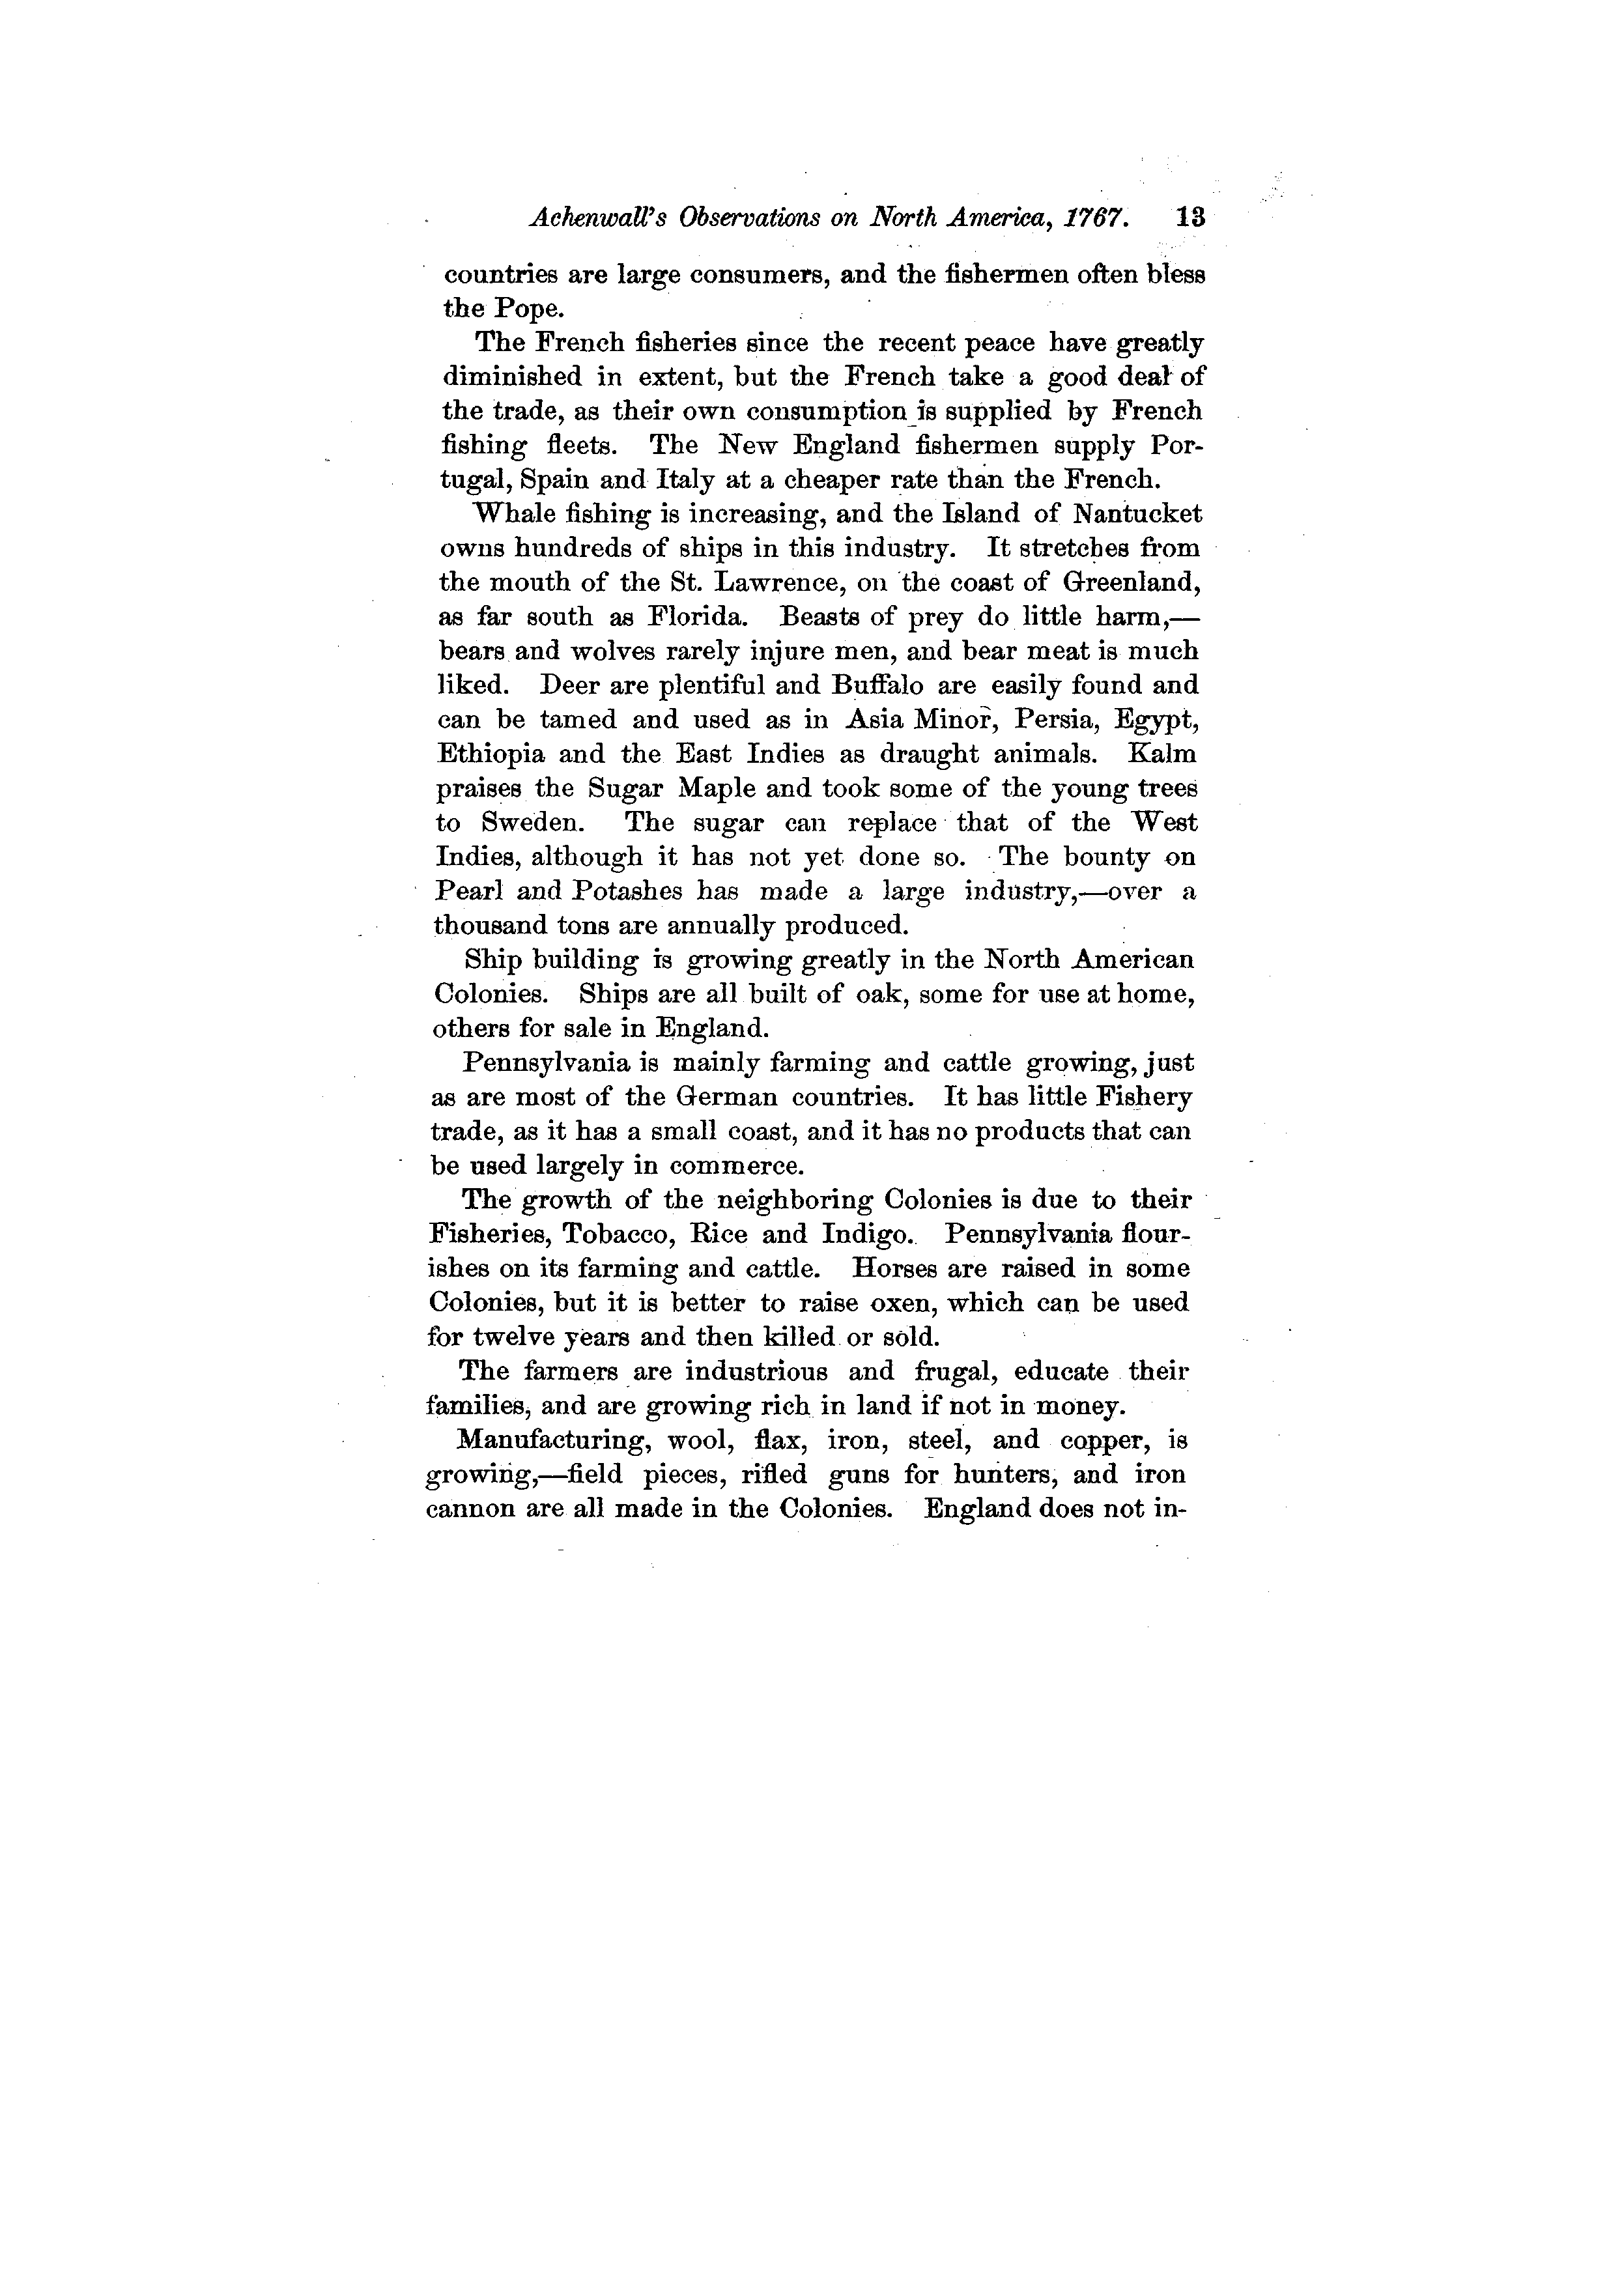 Achenwall's Observations on North America, 1767. 13
countries are large consumers, and the fishermen often bless
the Pope.
The French fisheries since the recent peace have greatly
diminished in extent, but the French take a good deal of
the trade, as their own consumption is supplied by French
fishing fleets. The New England fishermen supply Por-
tugal, Spain and Italy at a cheaper rate than the French.
Whale fishing is increasing, and the Island of Nantucket
owns hundreds of ships in this industry. It stretches from
the mouth of the St. Lawrence, on the coast of Greenland,
as far south as Florida. Beasts of prey do little harm,—
bears and wolves rarely injure men, and bear meat is much
liked. Deer are plentiful and Buffalo are easily found and
can be tamed and used as in Asia Minor, Persia, Egypt,
Ethiopia and the East Indies as draught animals. Kalm
praises the Sugar Maple and took some of the young trees
to Sweden. The sugar can replace that of the West
Indies, although it has not yet done so. The bounty on
Pearl and Potashes has made a large industry,—over a
thousand tons are annually produced.
Ship building is growing greatly in the North American
Colonies. Ships are all built of oak, some for use at home,
others for sale in England.
Pennsylvania is mainly farming and cattle growing, just
as are most of the German countries. It has little Fishery
trade, as it has a small coast, and it has no products that can
be used largely in commerce.
The growth of the neighboring Colonies is due to their
Fisheries, Tobacco, Rice and Indigo. Pennsylvania flour-
ishes on its farming and cattle. Horses are raised in some
Colonies, but it is better to raise oxen, which can be used
for twelve years and then killed or sold.
The farmers are industrious and frugal, educate their
families, and are growing rich in land if not in money.
Manufacturing, wool, flax, iron, steel, and copper, is
growing,—field pieces, rifled guns for hunters, and iron
cannon are all made in the Colonies. England does not in-